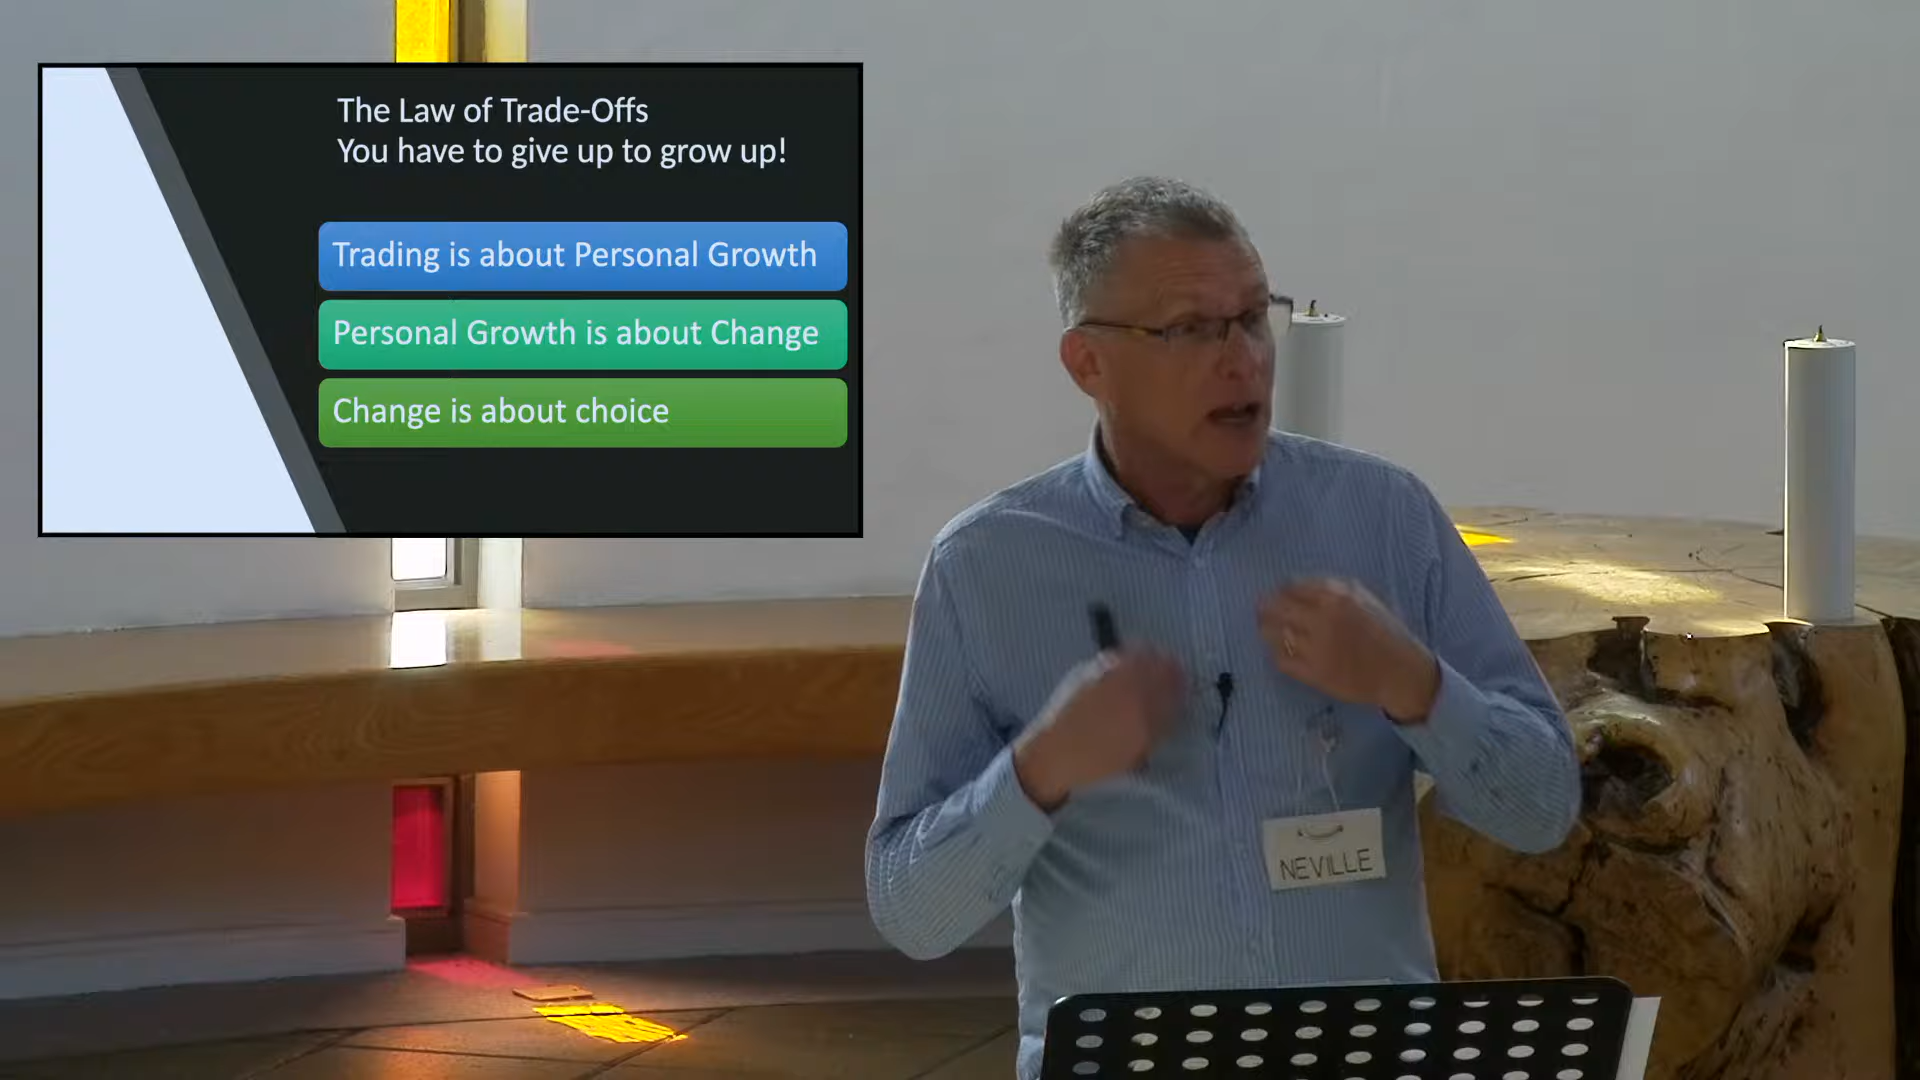 The Law of Trade-Offs
You have to give up to grow up!
Trading is about Personal Growth
Personal Growth is about Change
Change is about choice
NEVILLE